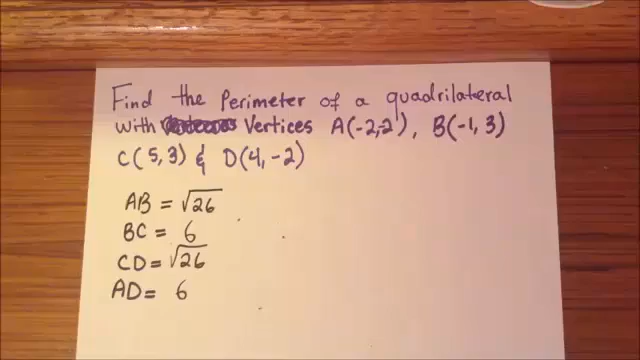 Find the Perimeter of a quadrilateral
with Vertices A(-2,-2), B(-1, 3)
C(5,3) & D(4,-2)
AB = √26
BC = 6
CD = √26
AD = 6